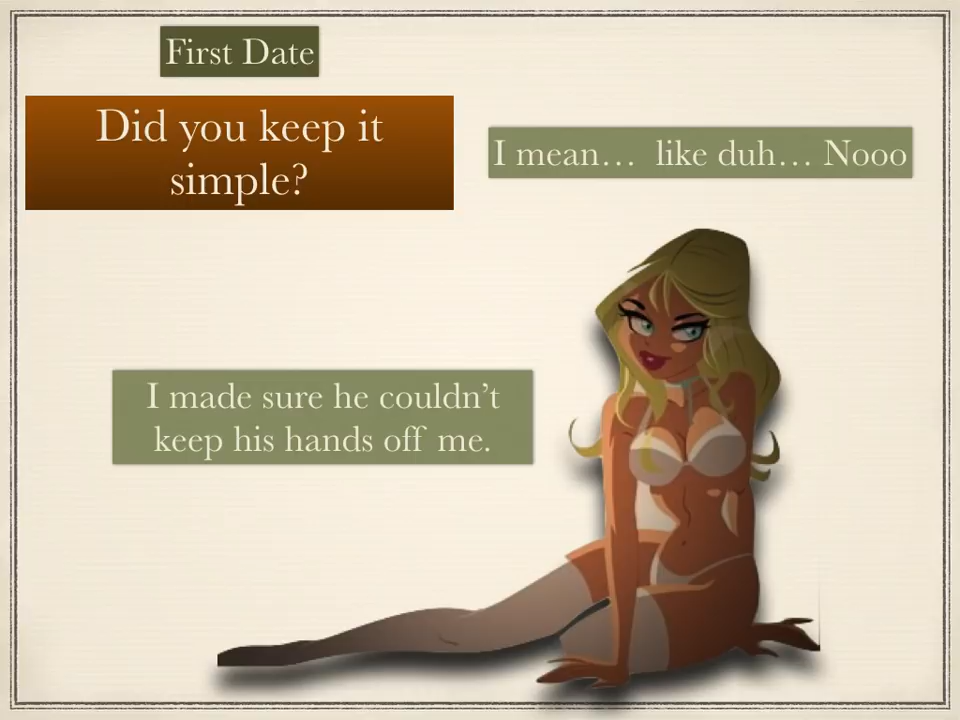 First Date
Did you keep it
simple?
I mean…  like duh… Nooo
I made sure he couldn’t
keep his hands off me.